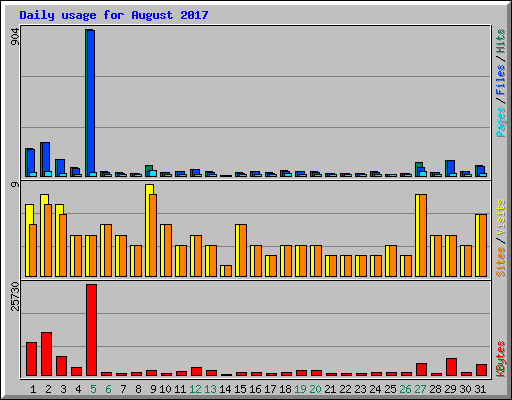 Daily usage for August 2017
904
Pages / Files / Hits
9
Sites / Visits
25730
KBytes
1 2 3 4 5 6 7 8 9 10 11 12 13 14 15 16 17 18 19 20 21 22 23 24 25 26 27 28 29 30 31